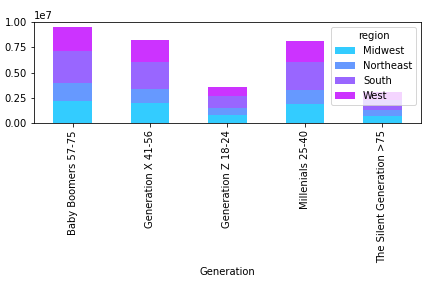 1e7
1.00
0.75
0.50
0.25
0.00
region
Midwest
Northeast
South
West
Baby Boomers 57-75
Generation X 41-56
Generation Z 18-24
Millenials 25-40
The Silent Generation >75
Generation